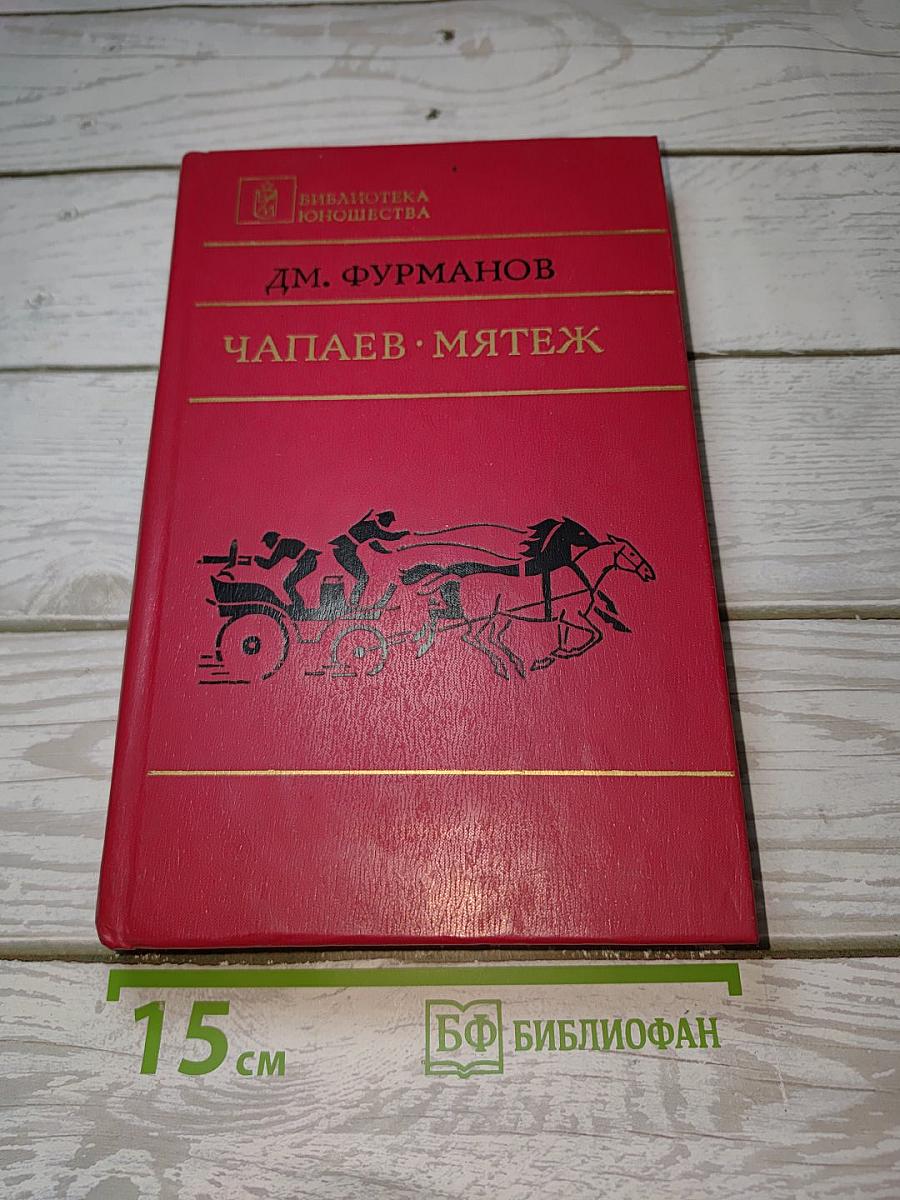 БИБЛИОТЕКА
ЮНОШЕСТВА
ДМ. ФУРМАНОВ
ЧАПАЕВ · МЯТЕЖ
15 см
БФ БИБЛИОФАН